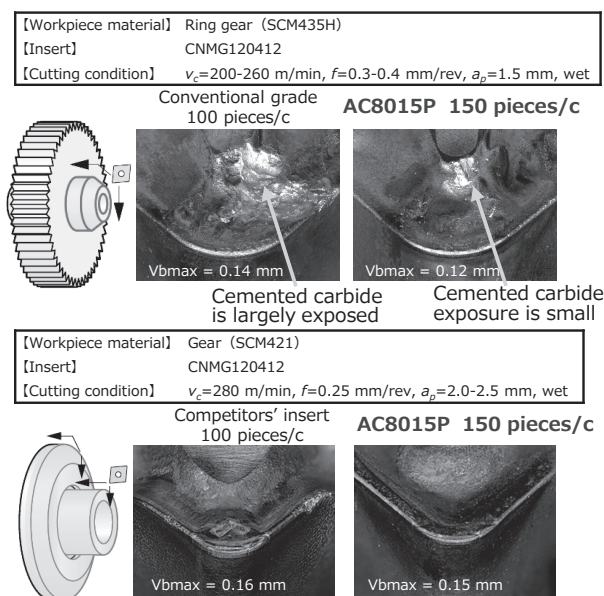 【Workpiece material】 Ring gear（SCM435H）
【Insert】 CNMG120412
【Cutting condition】 vc=200-260 m/min, f=0.3-0.4 mm/rev, ap=1.5 mm, wet
Conventional grade
100 pieces/c
AC8015P 150 pieces/c
Vbmax = 0.14 mm
Vbmax = 0.12 mm
Cemented carbide
is largely exposed
Cemented carbide
exposure is small
【Workpiece material】 Gear（SCM421）
【Insert】 CNMG120412
【Cutting condition】 vc=280 m/min, f=0.25 mm/rev, ap=2.0-2.5 mm, wet
Competitors’ insert
100 pieces/c
AC8015P 150 pieces/c
Vbmax = 0.16 mm
Vbmax = 0.15 mm